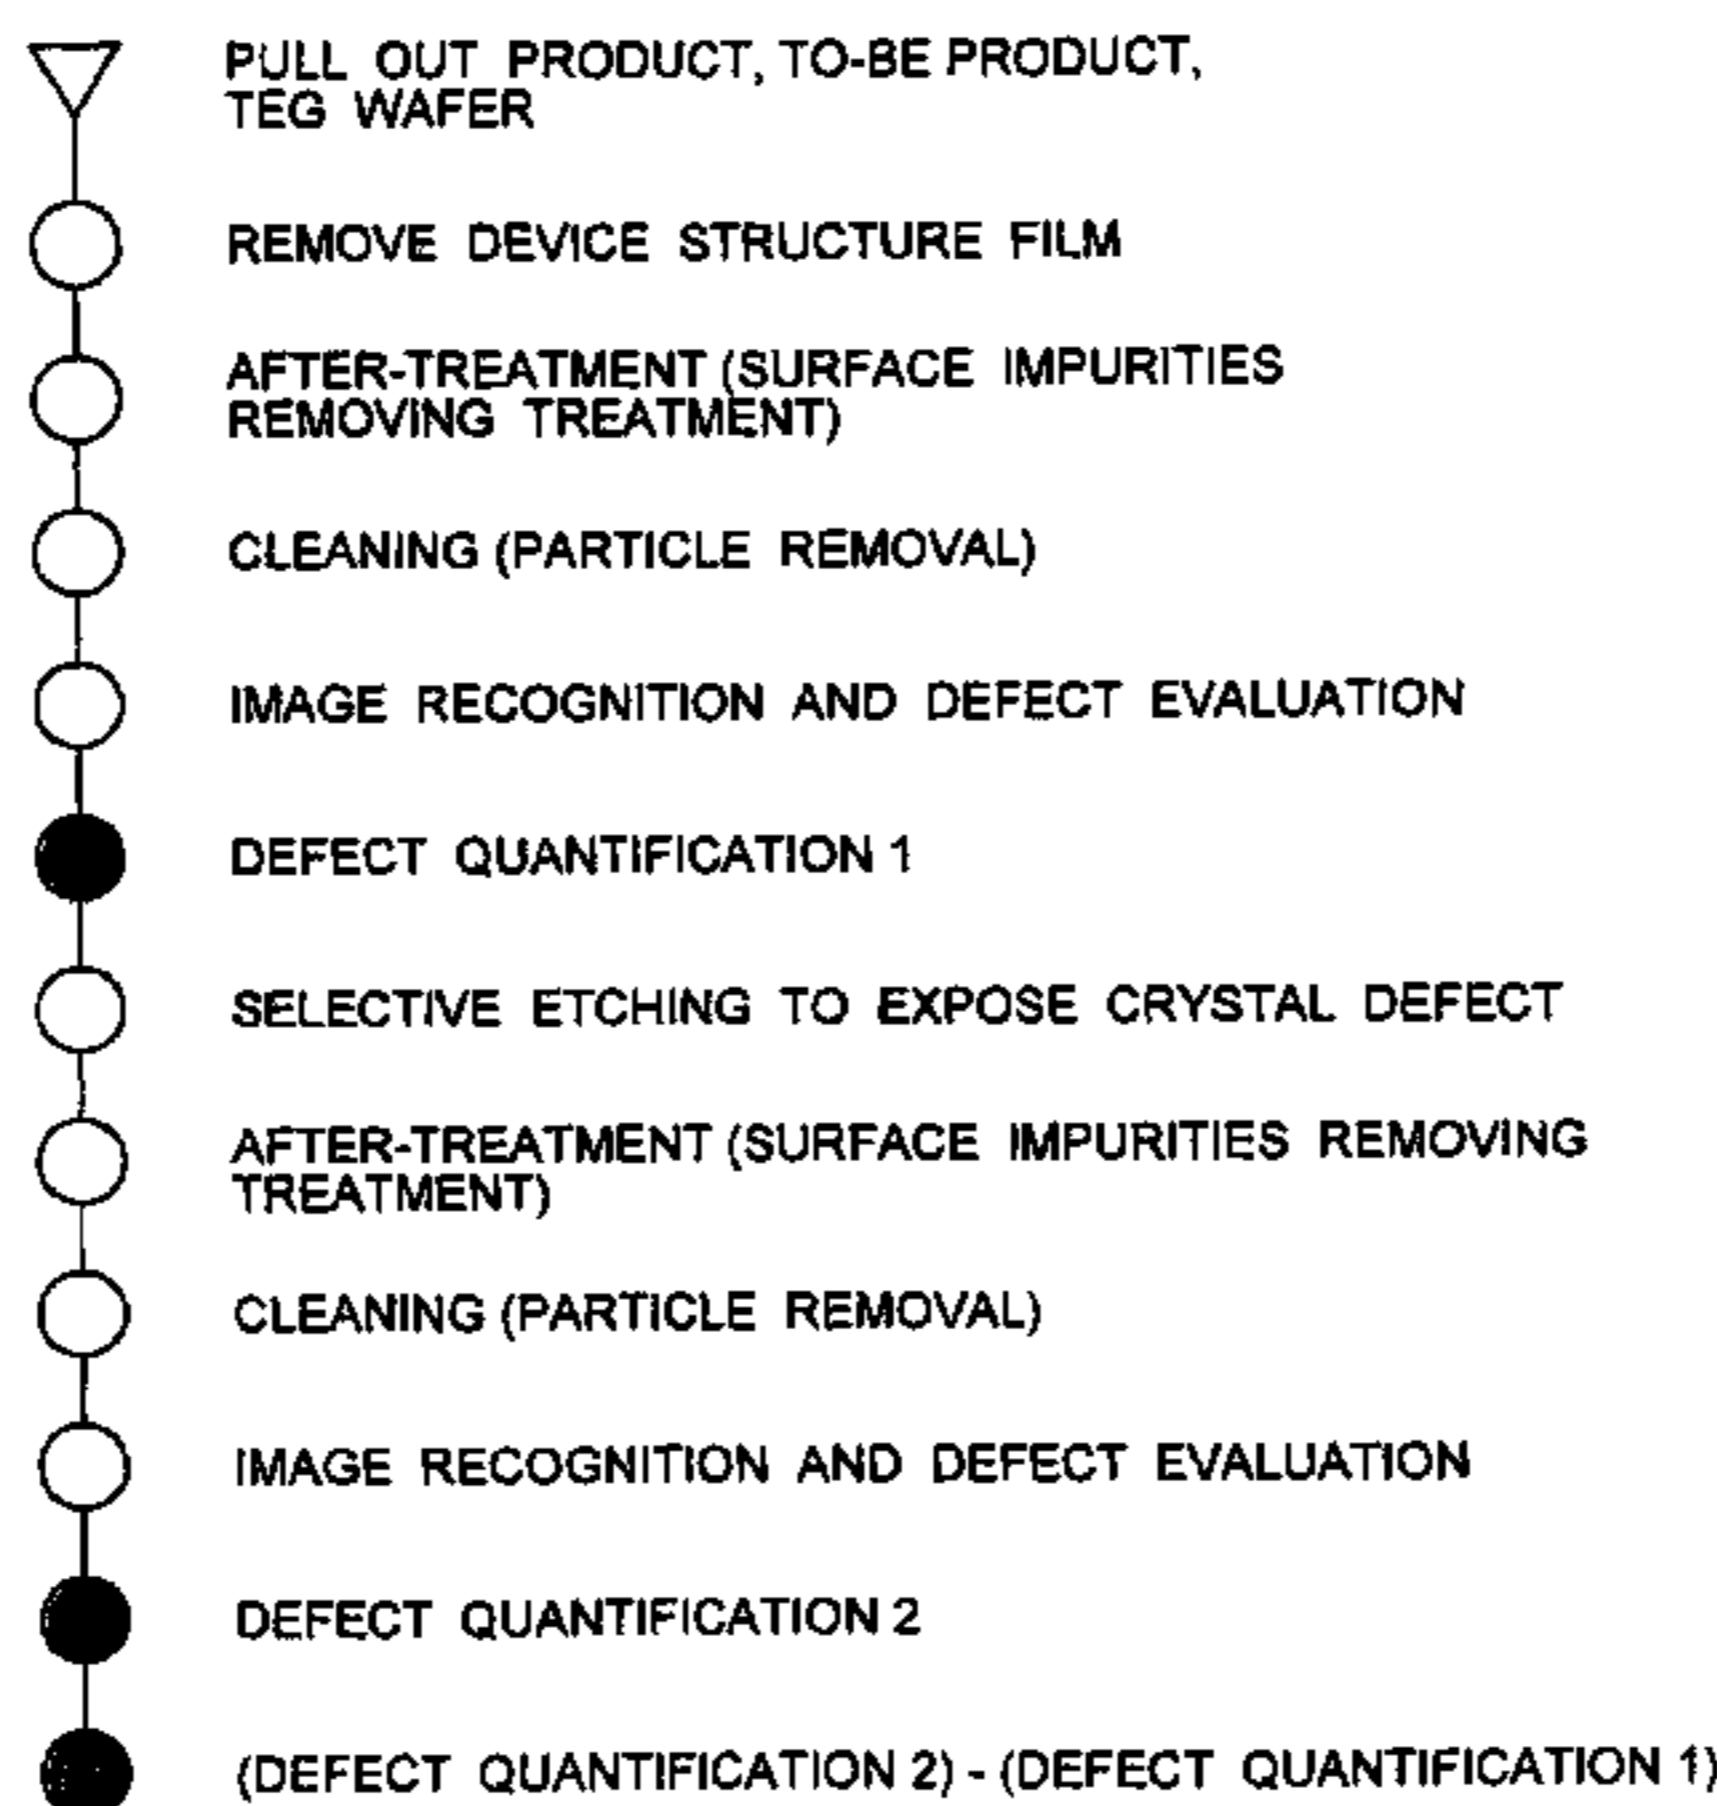 PULL OUT PRODUCT, TO-BE PRODUCT,
TEG WAFER
REMOVE DEVICE STRUCTURE FILM
AFTER-TREATMENT (SURFACE IMPURITIES
REMOVING TREATMENT)
CLEANING (PARTICLE REMOVAL)
IMAGE RECOGNITION AND DEFECT EVALUATION
DEFECT QUANTIFICATION 1
SELECTIVE ETCHING TO EXPOSE CRYSTAL DEFECT
AFTER-TREATMENT (SURFACE IMPURITIES REMOVING
TREATMENT)
CLEANING (PARTICLE REMOVAL)
IMAGE RECOGNITION AND DEFECT EVALUATION
DEFECT QUANTIFICATION 2
(DEFECT QUANTIFICATION 2) - (DEFECT QUANTIFICATION 1)